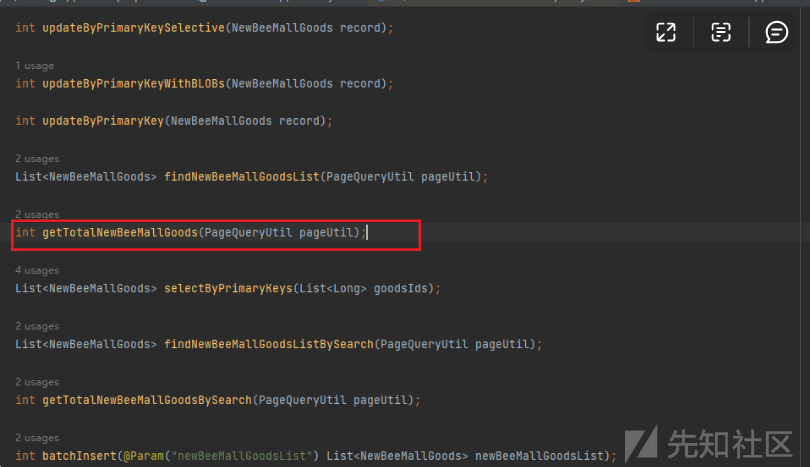 int updateByPrimaryKeySelective(NewBeeMallGoods record);
1 usage
int updateByPrimaryKeyWithBLOBs(NewBeeMallGoods record);
int updateByPrimaryKey(NewBeeMallGoods record);
2 usages
List<NewBeeMallGoods> findNewBeeMallGoodsList(PageQueryUtil pageUtil);
2 usages
int getTotalNewBeeMallGoods(PageQueryUtil pageUtil);
4 usages
List<NewBeeMallGoods> selectByPrimaryKeys(List<Long> goodsIds);
2 usages
List<NewBeeMallGoods> findNewBeeMallGoodsListBySearch(PageQueryUtil pageUtil);
2 usages
int getTotalNewBeeMallGoodsBySearch(PageQueryUtil pageUtil);
2 usages
int batchInsert(@Param("newBeeMallGoodsList") List<NewBeeMallGoods> newBeeMallGoodsList);
先知社区